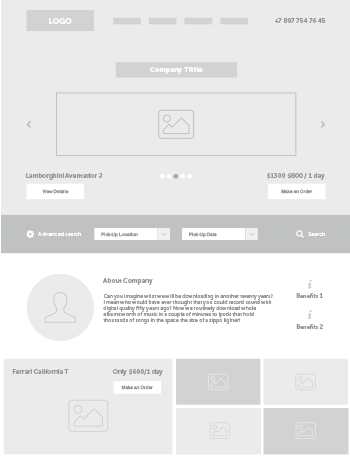 LOGO
+7 897 754 76 45
Company Tittla
Lamborghini Avemador J
$1300 $800 / 1 day
View Details
Make an Order
Advanced search
Pick-Up Location
Pick-Up Date
Search
About Company
Can you imagine what we will be downloading in another twenty years?
I mean who would have ever thought that you could record sound with
digital quality fifty years ago? Now we routinely download whole
albums worth of music in a couple of minutes to ipods that hold
thousands of songs in the space the size of a zippo lighter!
Benefits 1
Benefits 2
Ferrari California T
Only $600/1 day
Make an Order